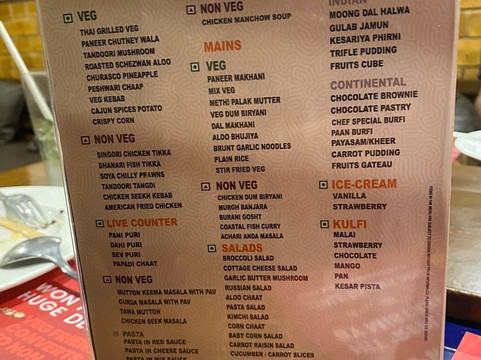 VEG
THAI GRILLED VEG
PANEER CHUTNEY WALA
TANDOORI MUSHROOM
ROASTED SCHEZWAN ALOO
CHURASCO PINEAPPLE
PESHWARI CHAAP
VEG KEBAB
CAJUN SPICES POTATO
CRISPY CORN
NON VEG
SINGORI CHICKEN TIKKA
DHANARI FISH TIKKA
SOYA CHILLY PRAWNS
TANDOORI TANGDI
CHICKEN SEEKH KEBAB
AMERICAN FRIED CHICKEN
LIVE COUNTER
PANI PURI
DAHI PURI
SEV PURI
PAPADI CHAAT
NON VEG
MUTTON KEEMA MASALA WITH PAV
GURDA MASALA WITH PAV
TAWA MUTTON
CHICKEN SEEK MASALA
PASTA
PASTA IN RED SAUCE
PASTA IN CHEESE SAUCE
PASTA IN MIX SAUCE
NON VEG
CHICKEN MANCHOW SOUP
MAINS
VEG
PANEER MAKHANI
MIX VEG
METHI PALAK MUTTER
VEG DUM BIRYANI
DAL MAKHANI
ALOO BHUJIYA
BRUNT GARLIC NOODLES
PLAIN RICE
STIR FRIED VEG
NON VEG
CHICKEN DUM BIRYANI
MURGH BANJARA
BURANI GOSHT
COASTAL FISH CURRY
ACHARI ANDA MASALA
SALADS
BROCCOLI SALAD
COTTAGE CHEESE SALAD
GARLIC BUTTER MUSHROOM
RUSSIAN SALAD
ALOO CHAAT
PASTA SALAD
KIMCHI SALAD
CORN CHAAT
BABY CORN SALAD
CARROT RAISIN SALAD
CUCUMBER / CARROT SLICES
INDIAN
MOONG DAL HALWA
GULAB JAMUN
KESARIYA PHIRNI
TRIFLE PUDDING
FRUITS CUBE
CONTINENTAL
CHOCOLATE BROWNIE
CHOCOLATE PASTRY
CHEF SPECIAL BURFI
PAAN BURFI
PAYASAM/KHEER
CARROT PUDDING
FRUITS GATEAU
ICE-CREAM
VANILLA
STRAWBERRY
KULFI
MALAI
STRAWBERRY
CHOCOLATE
MANGO
PAN
KESAR PISTA
WON
HUGE